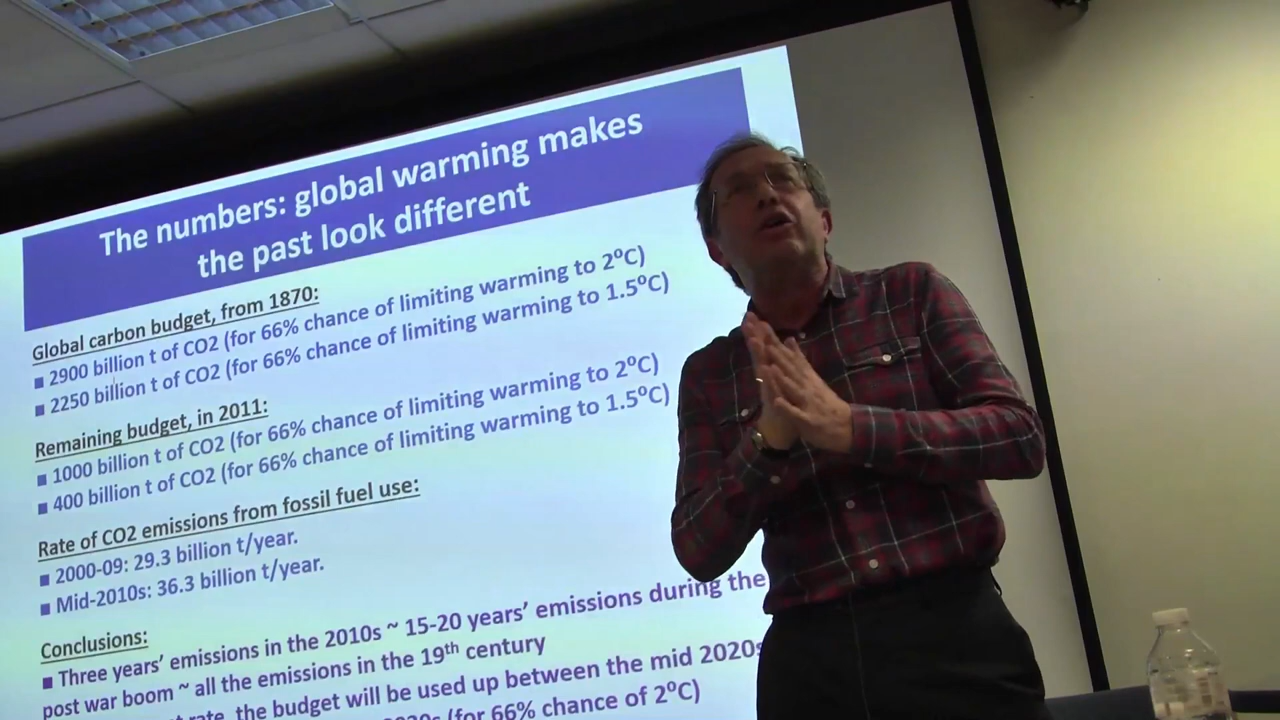 The numbers: global warming makes
the past look different
Global carbon budget, from 1870:
▪ 2900 billion t of CO2 (for 66% chance of limiting warming to 2⁰C)
▪ 2250 billion t of CO2 (for 66% chance of limiting warming to 1.5⁰C)
Remaining budget, in 2011:
▪ 1000 billion t of CO2 (for 66% chance of limiting warming to 2⁰C)
▪ 400 billion t of CO2 (for 66% chance of limiting warming to 1.5⁰C)
Rate of CO2 emissions from fossil fuel use:
▪ 2000-09: 29.3 billion t/year.
▪ Mid-2010s: 36.3 billion t/year.
Conclusions:
▪ Three years’ emissions in the 2010s ~ 15-20 years’ emissions during the
post war boom ~ all the emissions in the 19th century
rate, the budget will be used up between the mid 2020s
(for 66% chance of 2⁰C)